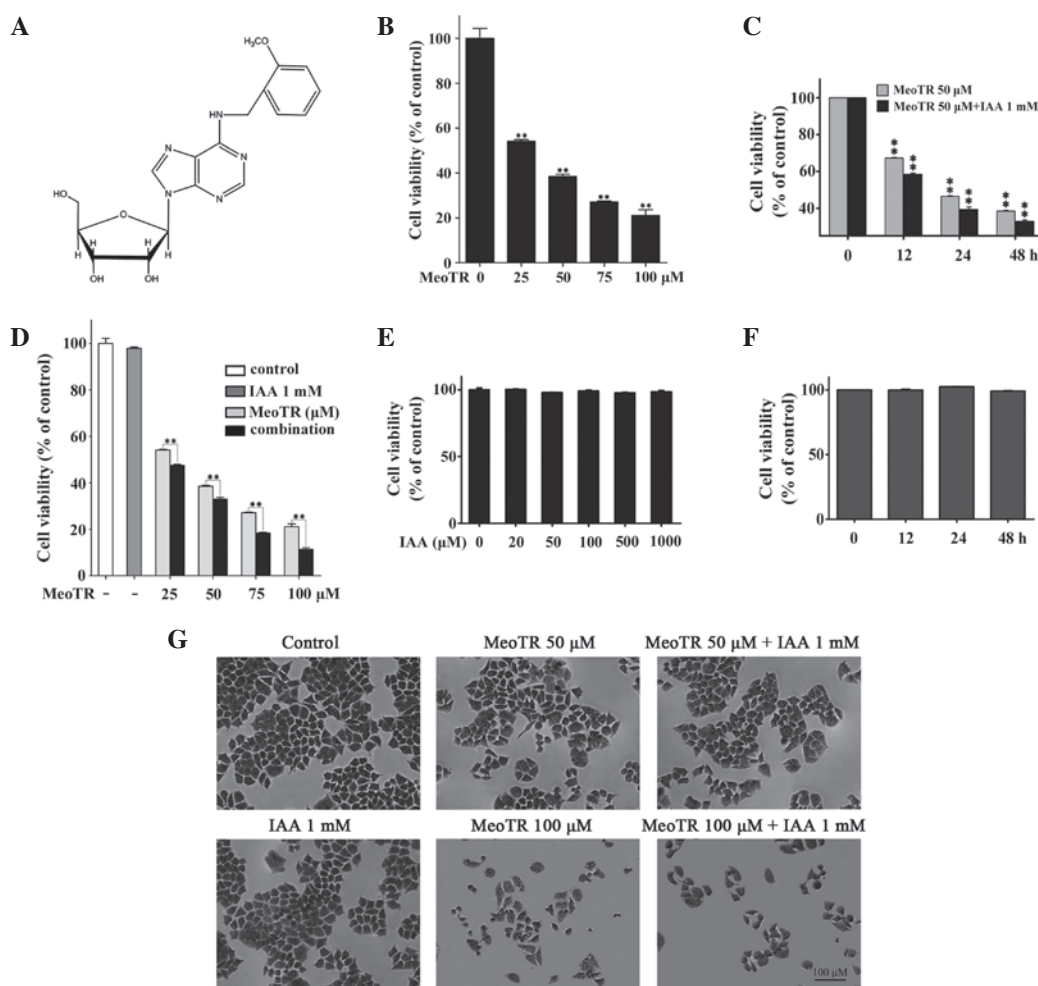 A
H₃CO
HN
N
N
N
N
HO
O
H
H
H
H
OH
OH
B
Cell viability (% of control)
100
80
60
40
20
0
**
**
**
**
MeoTR 0 25 50 75 100 μM
C
Cell viability
(% of control)
MeoTR 50 μM
MeoTR 50 μM+IAA 1 mM
100
80
60
40
**
**
**
**
**
**
0 12 24 48 h
D
Cell viability (% of control)
100
80
60
40
20
0
control
IAA 1 mM
MeoTR (μM)
combination
**
**
**
**
MeoTR - - 25 50 75 100 μM
E
Cell viability
(% of control)
100
50
0
IAA (μM) 0 20 50 100 500 1000
F
Cell viability
(% of control)
100
50
0
0 12 24 48 h
G
Control
MeoTR 50 μM
MeoTR 50 μM + IAA 1 mM
IAA 1 mM
MeoTR 100 μM
MeoTR 100 μM + IAA 1 mM
100 μM